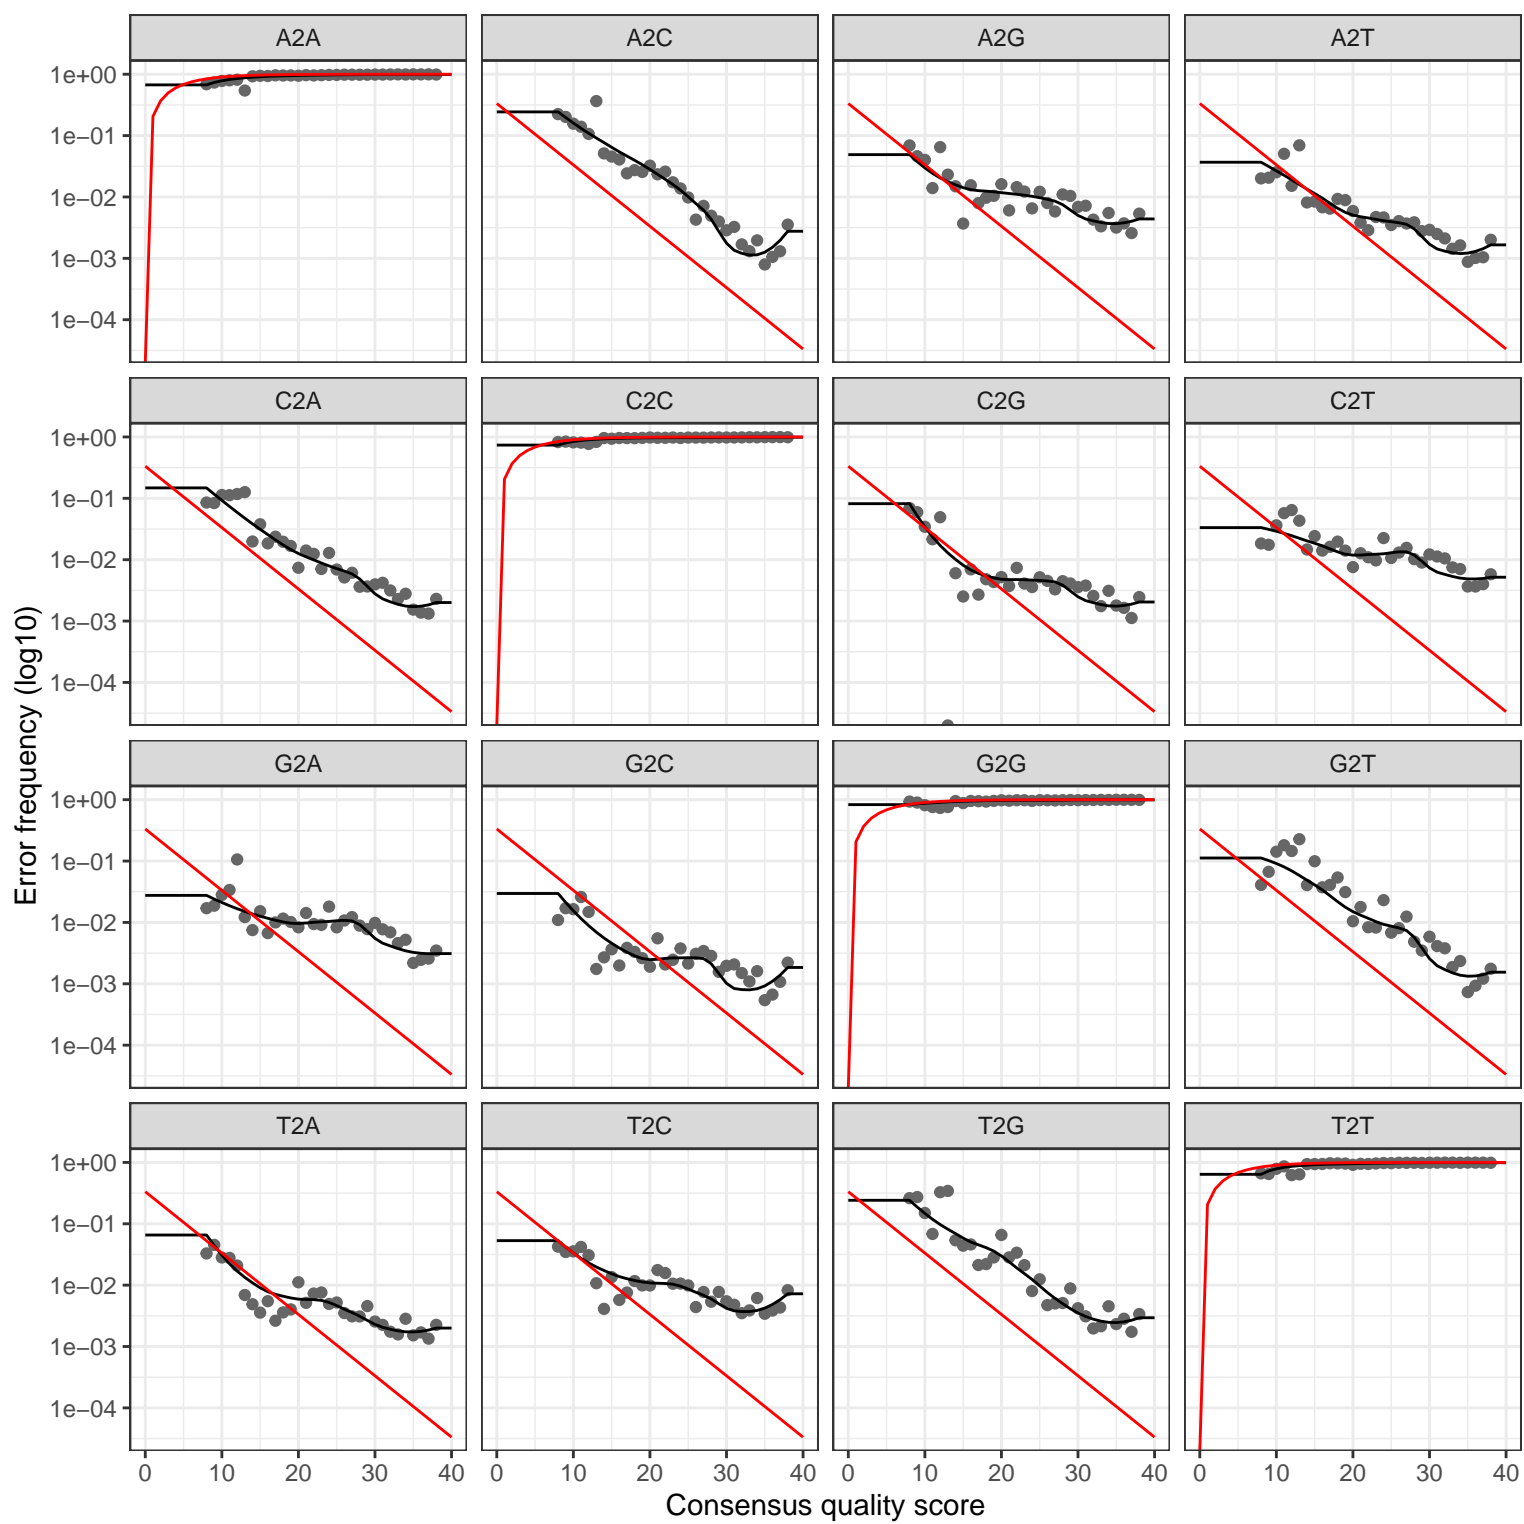 A2A A2C A2G A2T
1e+00
1e−01
1e−02
1e−03
1e−04
C2A C2C C2G C2T
1e+00
1e−01
1e−02
1e−03
1e−04
G2A G2C G2G G2T
1e+00
1e−01
1e−02
1e−03
1e−04
T2A T2C T2G T2T
1e+00
1e−01
1e−02
1e−03
1e−04
0 10 20 30 40 0 10 20 30 40 0 10 20 30 40 0 10 20 30 40
Consensus quality score
Error frequency (log10)